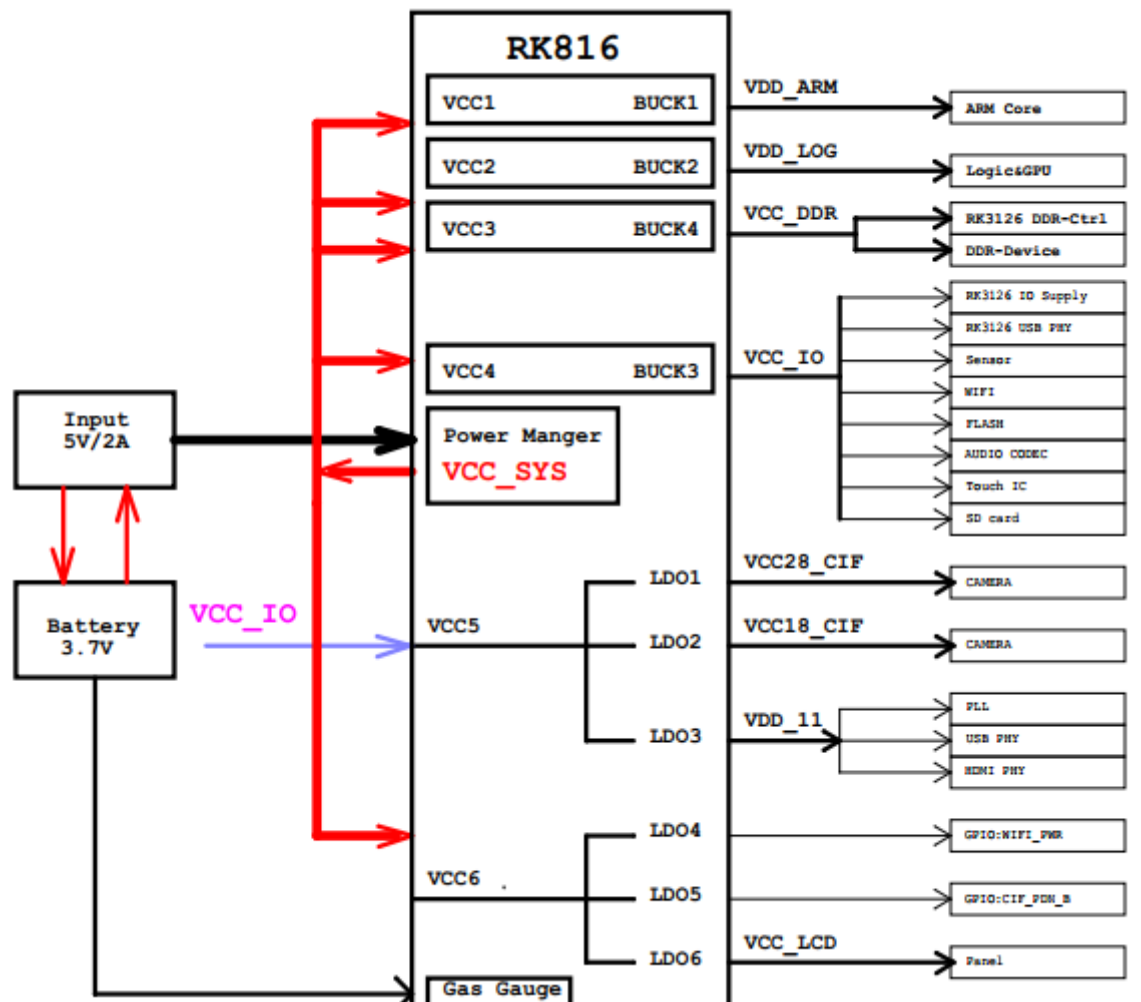 RK816
VCC1 BUCK1
VDD_ARM
ARM Core
VCC2 BUCK2
VDD_LOG
Logic&GPU
VCC3 BUCK4
VCC_DDR
RK3126 DDR-Ctrl
DDR-Device
VCC4 BUCK3
VCC_IO
RK3126 IO Supply
RK3126 USB PHY
Sensor
WIFI
FLASH
AUDIO CODEC
Touch IC
SD card
Input
5V/2A
Power Manger
VCC_SYS
Battery
3.7V
VCC_IO
VCC5
LDO1
VCC28_CIF
CAMERA
LDO2
VCC18_CIF
CAMERA
LDO3
VDD_11
PLL
USB PHY
HDMI PHY
VCC6
LDO4
GPIO:WIFI_PWR
LDO5
GPIO:CIF_PDN_B
LDO6
VCC_LCD
Panel
Gas Gauge